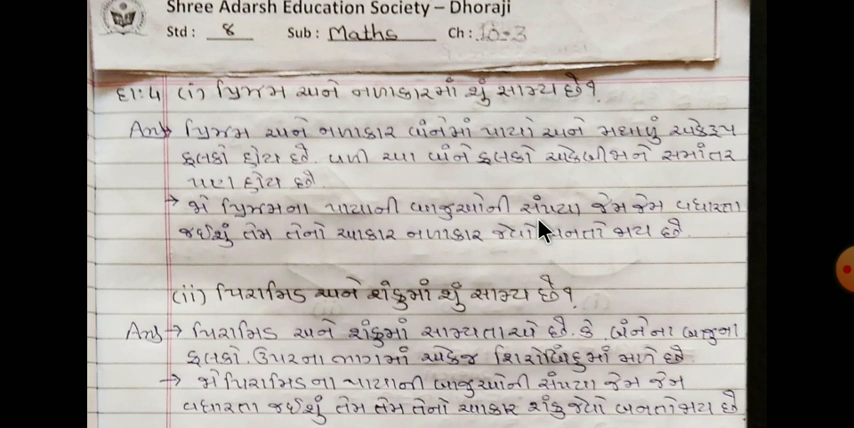 Shree Adarsh Education Society – Dhoraji
Std : 8 Sub : Maths Ch : 10.3
દા:4 (i) પ્રિઝમ અને નળાકારમાં શું સામ્ય છે?
Ans → પ્રિઝમ અને નળાકાર બંનેમાં પાયો અને મથાળું એકરૂપ
ફલકો હોય છે. વળી આ બંને ફલકો એકબીજાને સમાંતર
પણ હોય છે.
→ જો પ્રિઝમના પાયાની બાજુઓની સંખ્યા જેમ જેમ વધારતા
જઈશું તેમ તેનો આકાર નળાકાર જેવો બનતો જાય છે.
(ii) પિરામિડ અને શંકુમાં શું સામ્ય છે?
Ans → પિરામિડ અને શંકુમાં સામ્યતા એ છે. કે બંનેના બાજુના
ફલકો. ઉપરના ભાગમાં એકજ શિરોબિંદુમાં મળે છે.
→ જો પિરામિડ ના પાયાની બાજુઓની સંખ્યા જેમ જેમ
વધારતા જઈશું તેમ તેમ તેનો આકાર શંકુ જેવો બનતો જાય છે